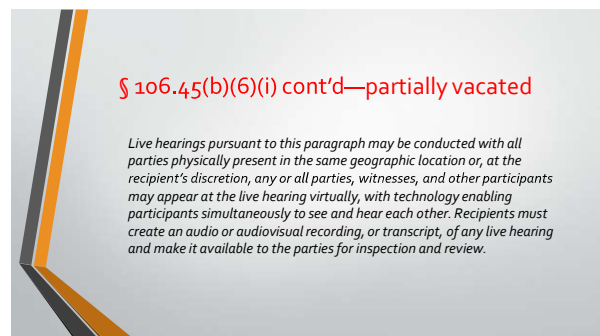 § 106.45(b)(6)(i) cont’d—partially vacated
Live hearings pursuant to this paragraph may be conducted with all
parties physically present in the same geographic location or, at the
recipient’s discretion, any or all parties, witnesses, and other participants
may appear at the live hearing virtually, with technology enabling
participants simultaneously to see and hear each other. Recipients must
create an audio or audiovisual recording, or transcript, of any live hearing
and make it available to the parties for inspection and review.